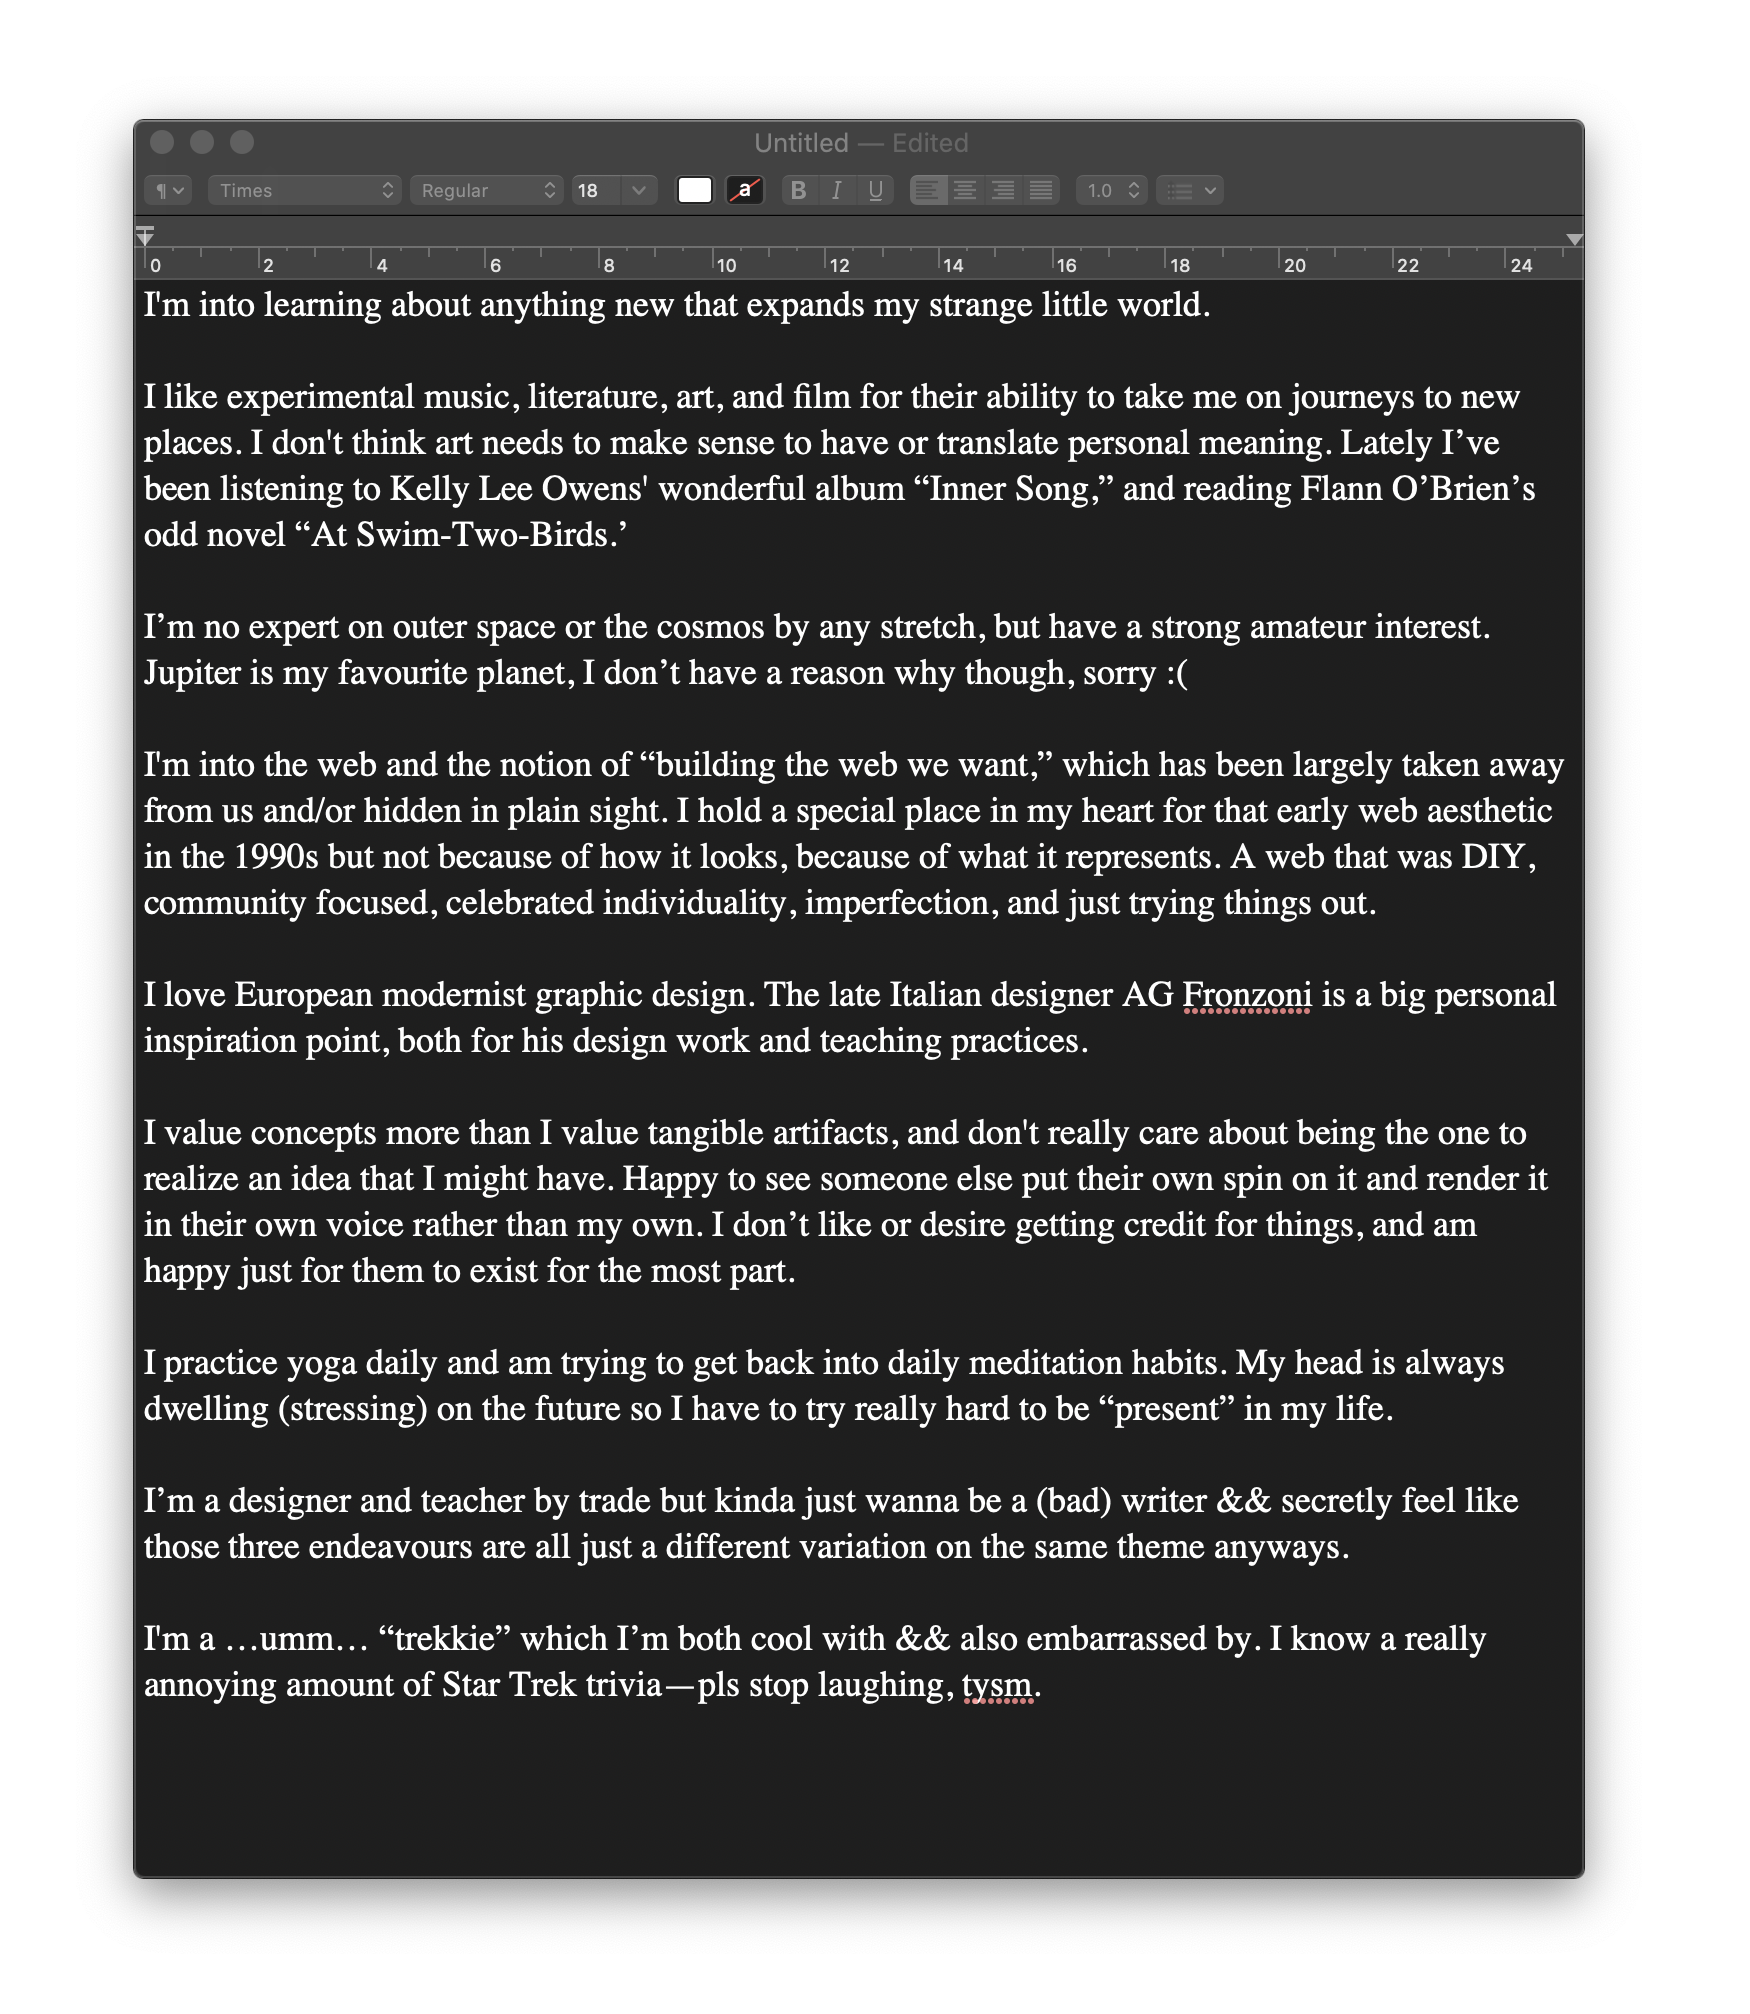 Untitled — Edited
¶ Times Regular 18 a B I U 1.0
0 2 4 6 8 10 12 14 16 18 20 22 24
I'm into learning about anything new that expands my strange little world.
I like experimental music, literature, art, and film for their ability to take me on journeys to new
places. I don't think art needs to make sense to have or translate personal meaning. Lately I’ve
been listening to Kelly Lee Owens' wonderful album “Inner Song,” and reading Flann O’Brien’s
odd novel “At Swim-Two-Birds.’
I’m no expert on outer space or the cosmos by any stretch, but have a strong amateur interest.
Jupiter is my favourite planet, I don’t have a reason why though, sorry :(
I'm into the web and the notion of “building the web we want,” which has been largely taken away
from us and/or hidden in plain sight. I hold a special place in my heart for that early web aesthetic
in the 1990s but not because of how it looks, because of what it represents. A web that was DIY,
community focused, celebrated individuality, imperfection, and just trying things out.
I love European modernist graphic design. The late Italian designer AG Fronzoni is a big personal
inspiration point, both for his design work and teaching practices.
I value concepts more than I value tangible artifacts, and don't really care about being the one to
realize an idea that I might have. Happy to see someone else put their own spin on it and render it
in their own voice rather than my own. I don’t like or desire getting credit for things, and am
happy just for them to exist for the most part.
I practice yoga daily and am trying to get back into daily meditation habits. My head is always
dwelling (stressing) on the future so I have to try really hard to be “present” in my life.
I’m a designer and teacher by trade but kinda just wanna be a (bad) writer && secretly feel like
those three endeavours are all just a different variation on the same theme anyways.
I'm a …umm… “trekkie” which I’m both cool with && also embarrassed by. I know a really
annoying amount of Star Trek trivia—pls stop laughing, tysm.